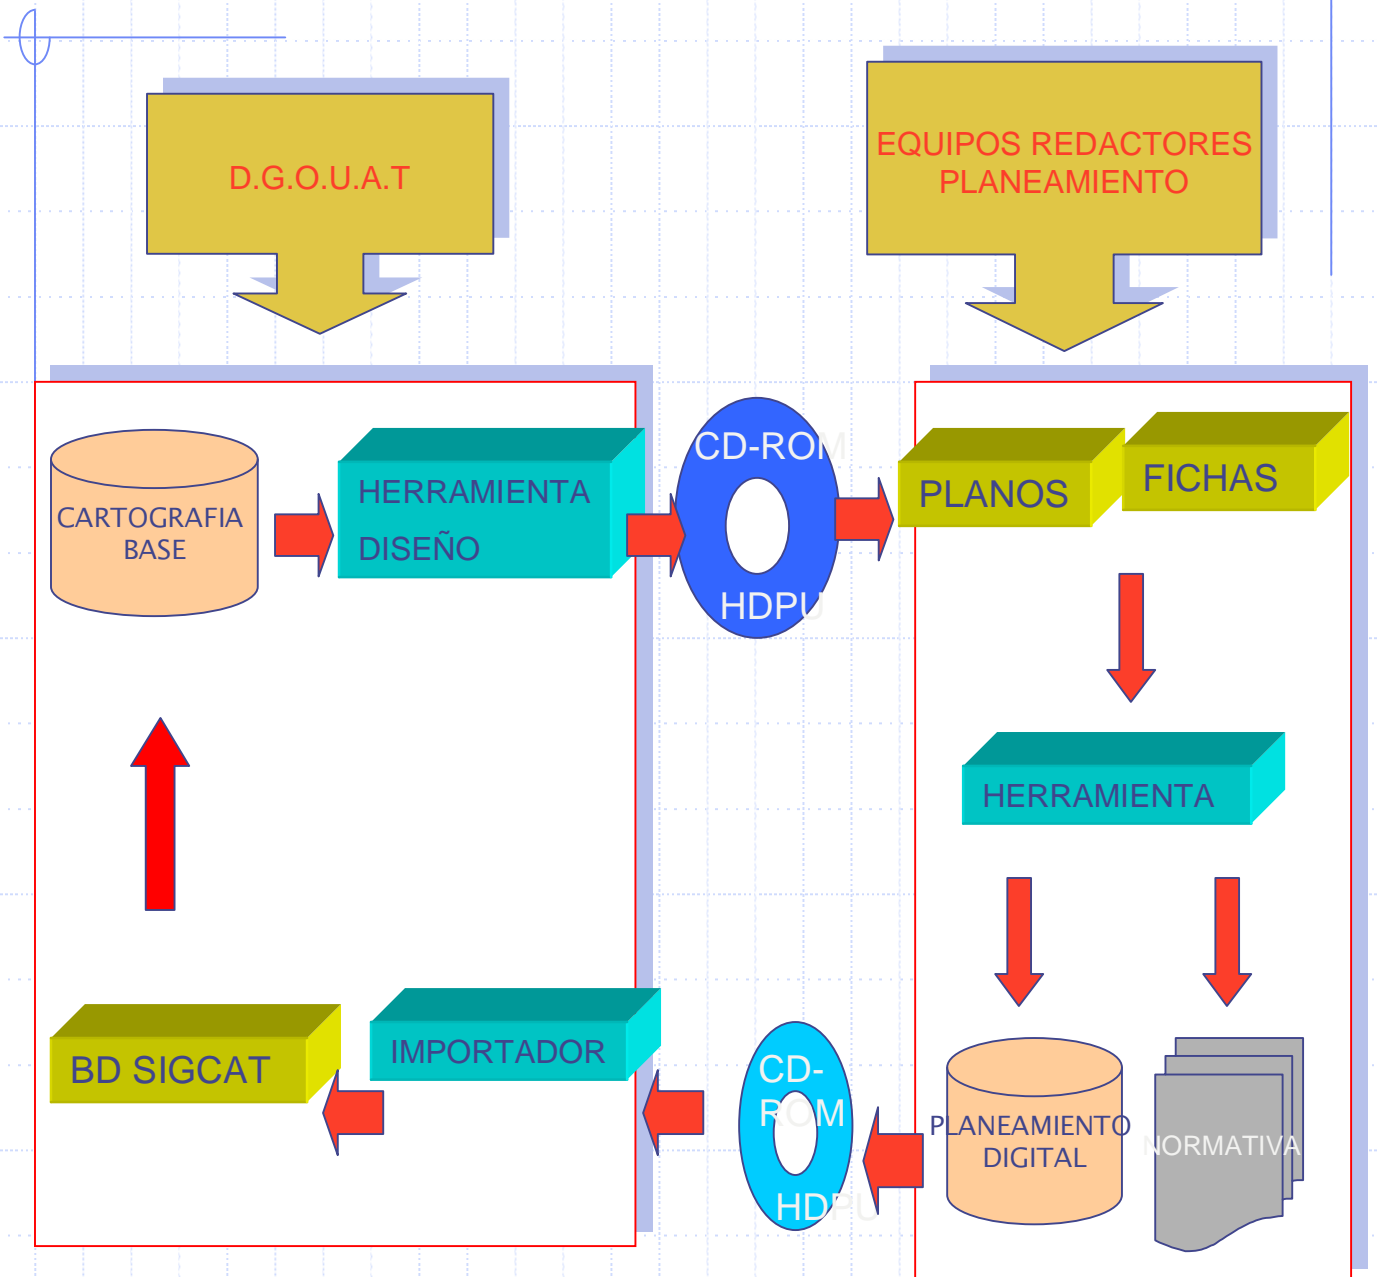 D.G.O.U.A.T
EQUIPOS REDACTORES
PLANEAMIENTO
CARTOGRAFIA
BASE
HERRAMIENTA
DISEÑO
CD-ROM
HDPU
PLANOS
FICHAS
HERRAMIENTA
BD SIGCAT
IMPORTADOR
CD-
ROM
HDPU
PLANEAMIENTO
DIGITAL
NORMATIVA